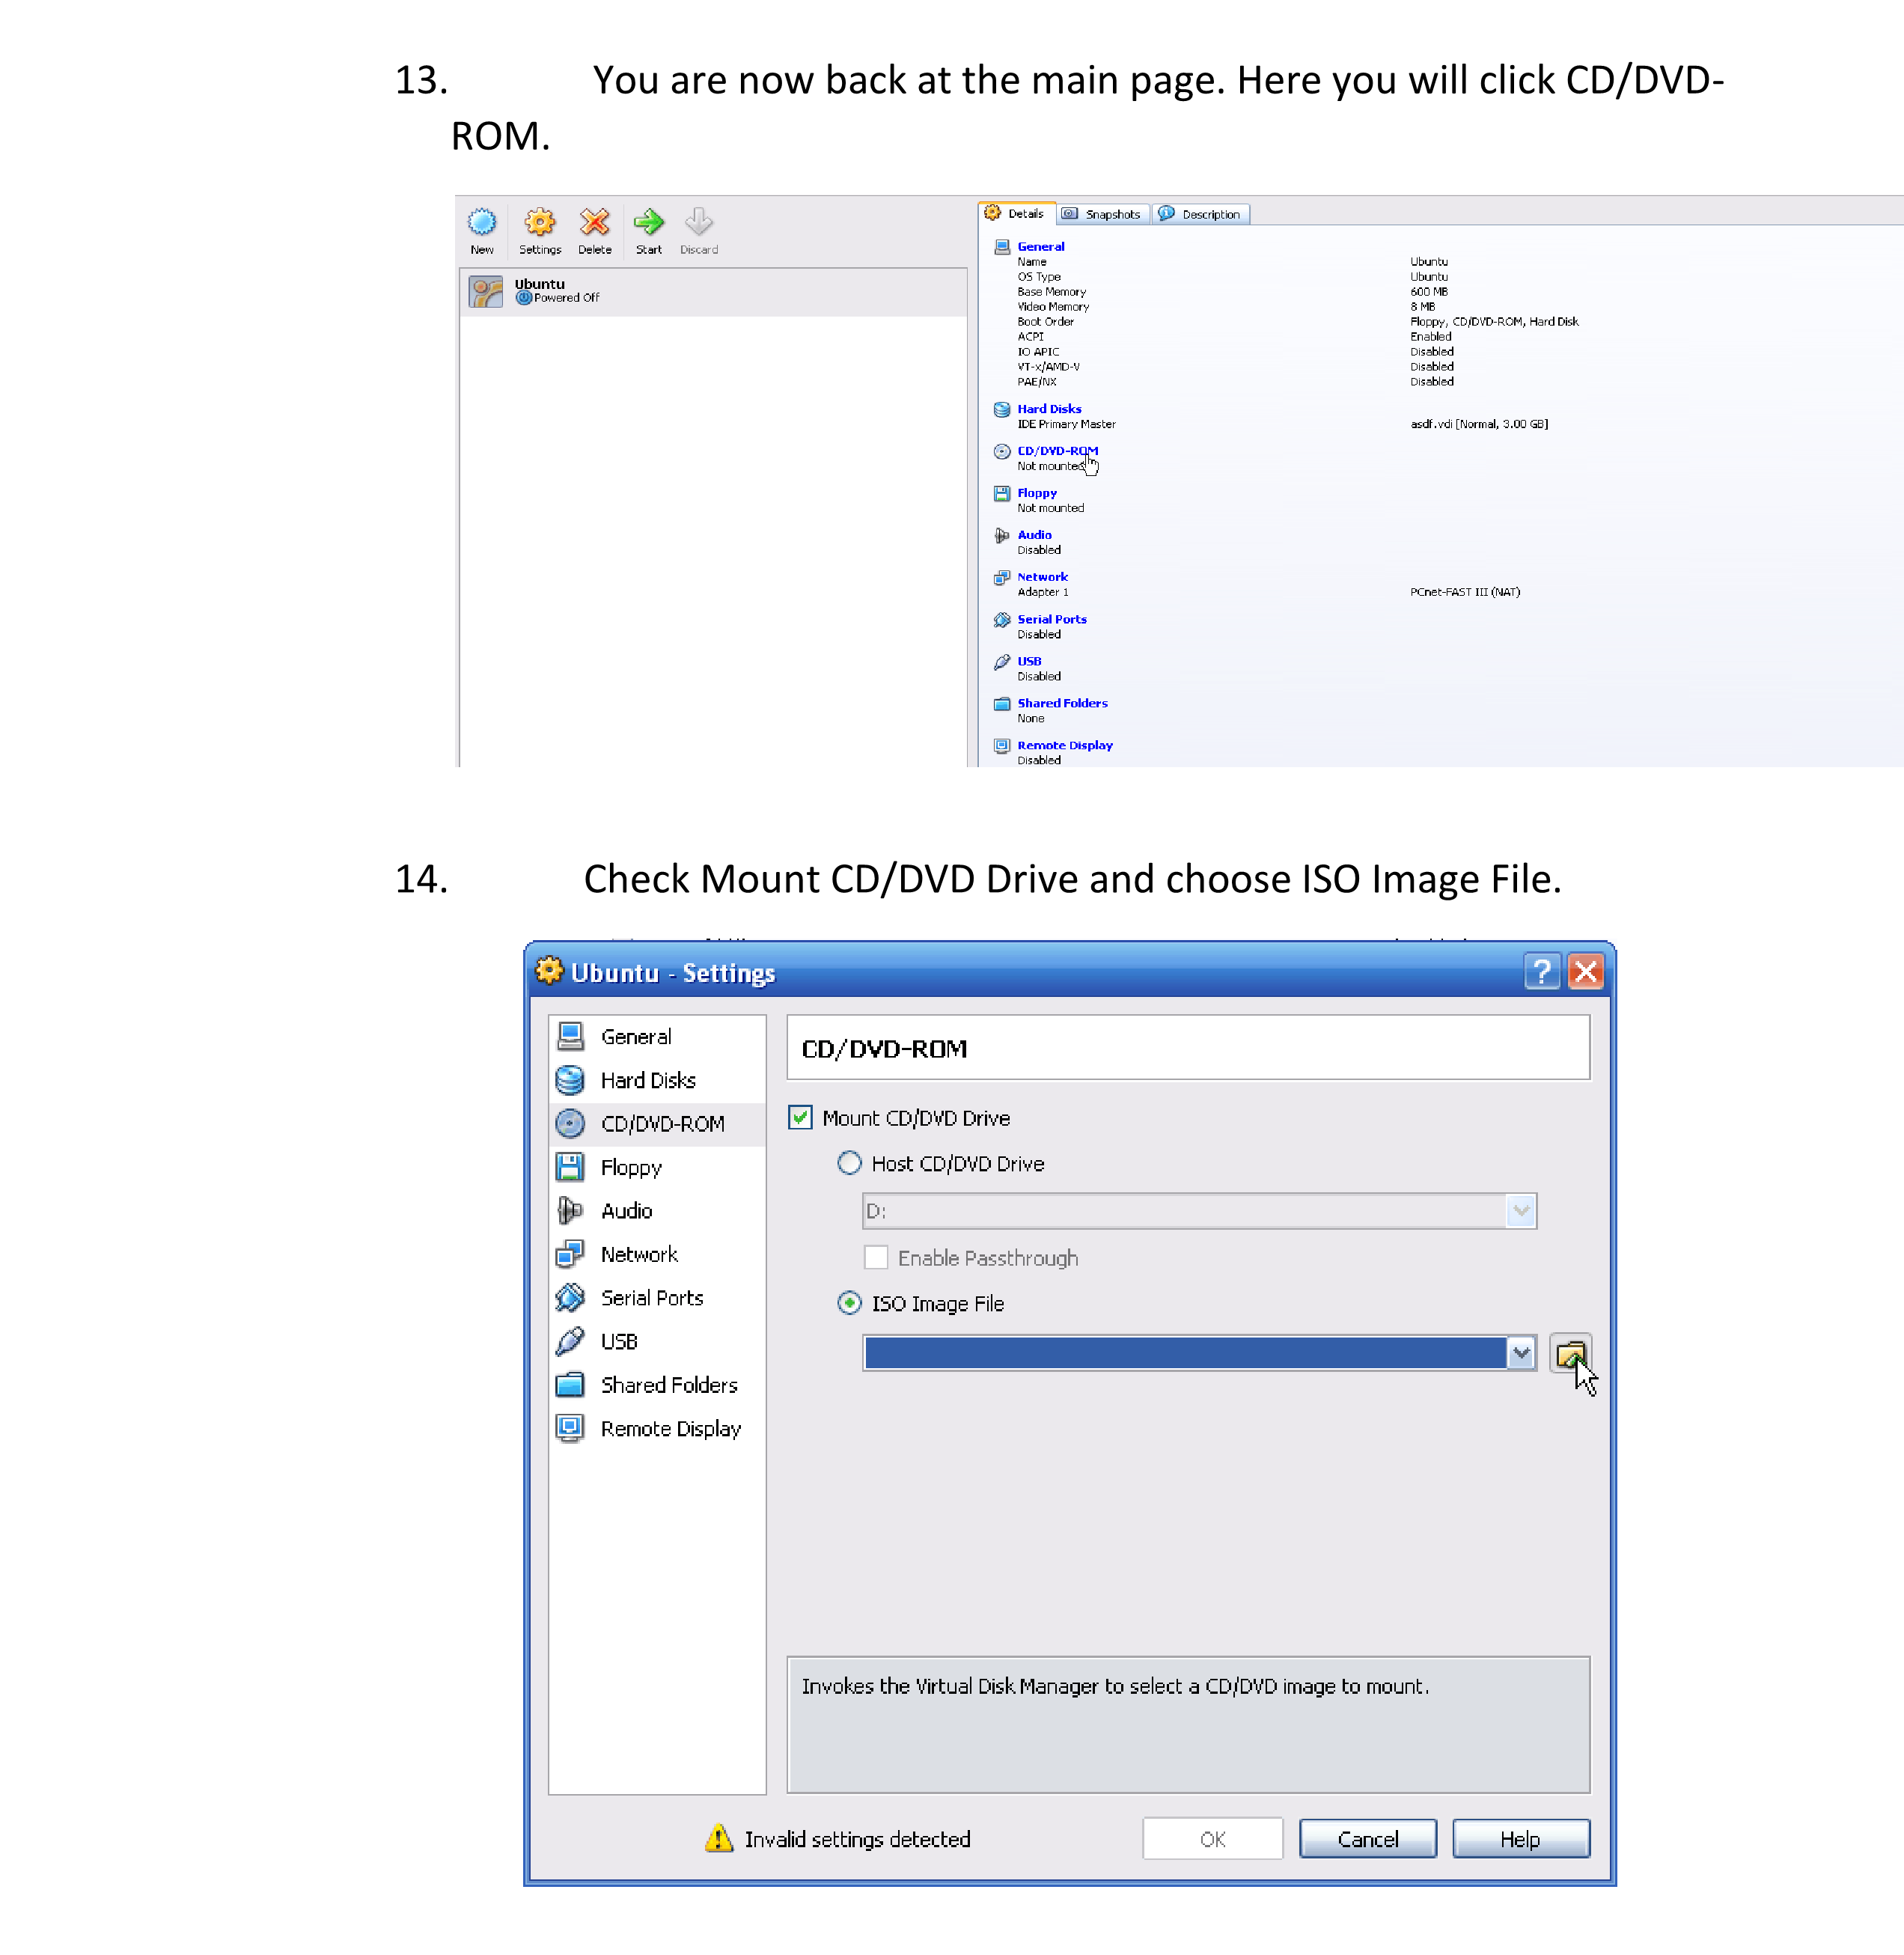 13. You are now back at the main page. Here you will click CD/DVD-
ROM.
New Settings Delete Start Discard
Ubuntu
Powered Off
Details Snapshots Description
General
Name Ubuntu
OS Type Ubuntu
Base Memory 600 MB
Video Memory 8 MB
Boot Order Floppy, CD/DVD-ROM, Hard Disk
ACPI Enabled
IO APIC Disabled
VT-x/AMD-V Disabled
PAE/NX Disabled
Hard Disks
IDE Primary Master asdf.vdi [Normal, 3.00 GB]
CD/DVD-ROM
Not mounted
Floppy
Not mounted
Audio
Disabled
Network
Adapter 1 PCnet-FAST III (NAT)
Serial Ports
Disabled
USB
Disabled
Shared Folders
None
Remote Display
Disabled
14. Check Mount CD/DVD Drive and choose ISO Image File.
Ubuntu - Settings
General
Hard Disks
CD/DVD-ROM
Floppy
Audio
Network
Serial Ports
USB
Shared Folders
Remote Display
CD/DVD-ROM
Mount CD/DVD Drive
Host CD/DVD Drive
D:
Enable Passthrough
ISO Image File
Invokes the Virtual Disk Manager to select a CD/DVD image to mount.
Invalid settings detected
OK Cancel Help